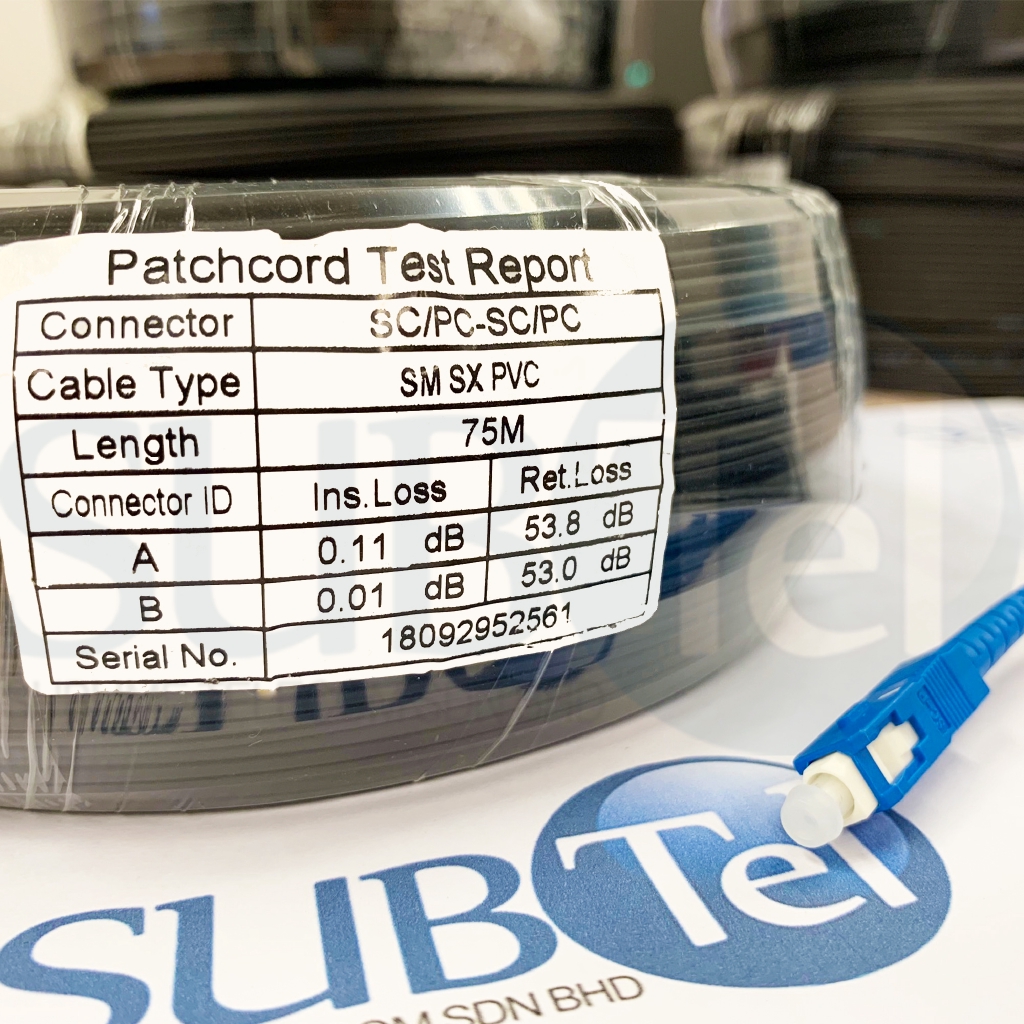 Patchcord Test Report
Connector SC/PC-SC/PC
Cable Type SM SX PVC
Length 75M
Connector ID Ins.Loss Ret.Loss
A 0.11 dB 53.8 dB
B 0.01 dB 53.0 dB
Serial No. 18092952561
SUBTel
SUBTel
SDN BHD